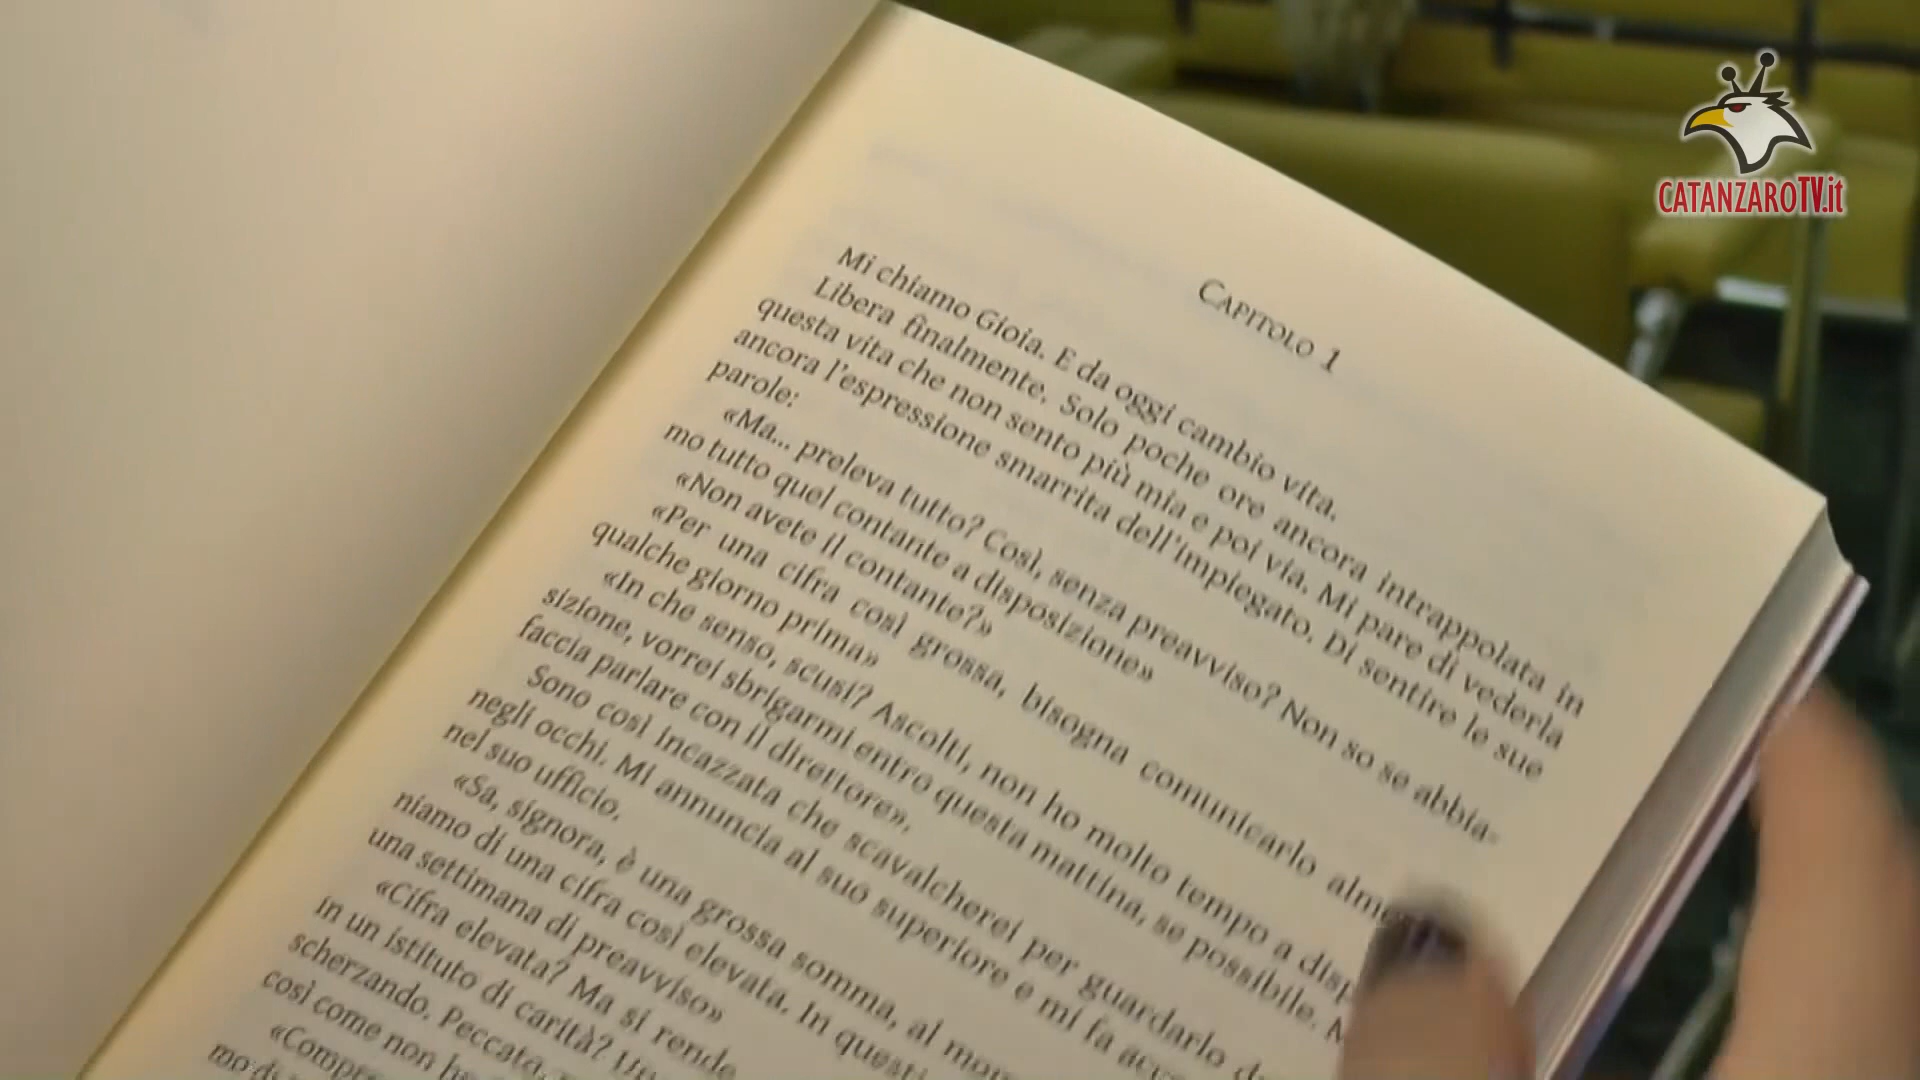 CATANZAROTV.it
CAPITOLO 1
Mi chiamo Gioia. E da oggi cambio vita.
Libera finalmente. Solo poche ore ancora intrappolata in
questa vita che non sento più mia e poi via. Mi pare di vederla
ancora l'espressione smarrita dell'impiegato. Di sentire le sue
parole:
«Ma... preleva tutto? Così, senza preavviso? Non so se abbia-
mo tutto quel contante a disposizione»
«Non avete il contante?»
«Per una cifra così grossa, bisogna comunicarlo
qualche giorno prima»
«In che senso, scusi? Ascolti, non ho molto tempo a disp
sizione, vorrei sbrigarmi entro questa mattina, se possibile. M
faccia parlare con il direttore».
Sono così incazzata che scavalcherei per guardarlo d
negli occhi. Mi annuncia al suo superiore e mi fa acc
nel suo ufficio.
«Sa, signora, è una grossa somma, al mom
niamo di una cifra così elevata. In questi
una settimana di preavviso»
«Cifra elevata? Ma si rende
in un istituto di carità?
scherzando. Peccata,
così come non